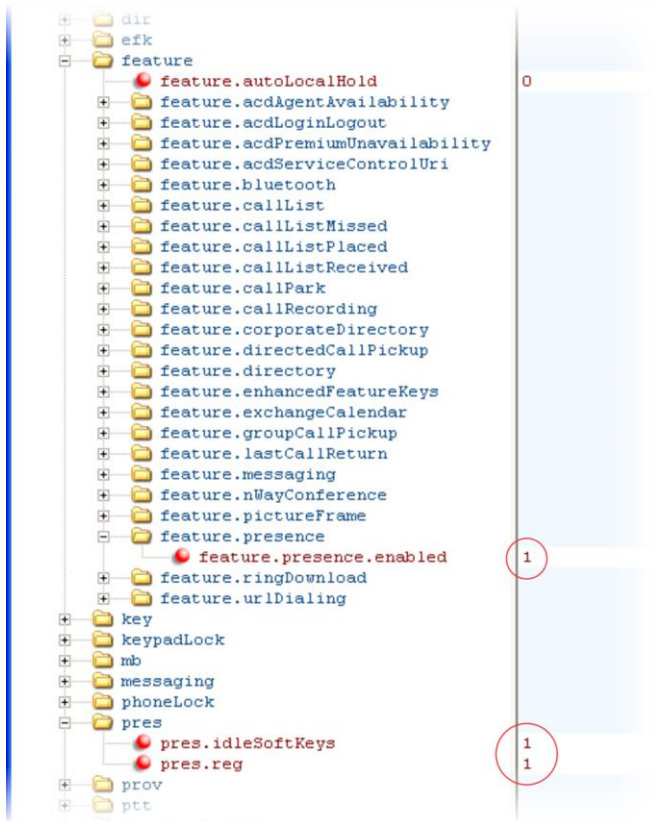 dir
efk
feature
feature.autoLocalHold 0
feature.acdAgentAvailability
feature.acdLoginLogout
feature.acdPremiumUnavailability
feature.acdServiceControlUri
feature.bluetooth
feature.callList
feature.callListMissed
feature.callListPlaced
feature.callListReceived
feature.callPark
feature.callRecording
feature.corporateDirectory
feature.directedCallPickup
feature.directory
feature.enhancedFeatureKeys
feature.exchangeCalendar
feature.groupCallPickup
feature.lastCallReturn
feature.messaging
feature.nWayConference
feature.pictureFrame
feature.presence
feature.presence.enabled 1
feature.ringDownload
feature.urlDialing
key
keypadLock
mb
messaging
phoneLock
pres
pres.idleSoftKeys 1
pres.reg 1
prov
ptt